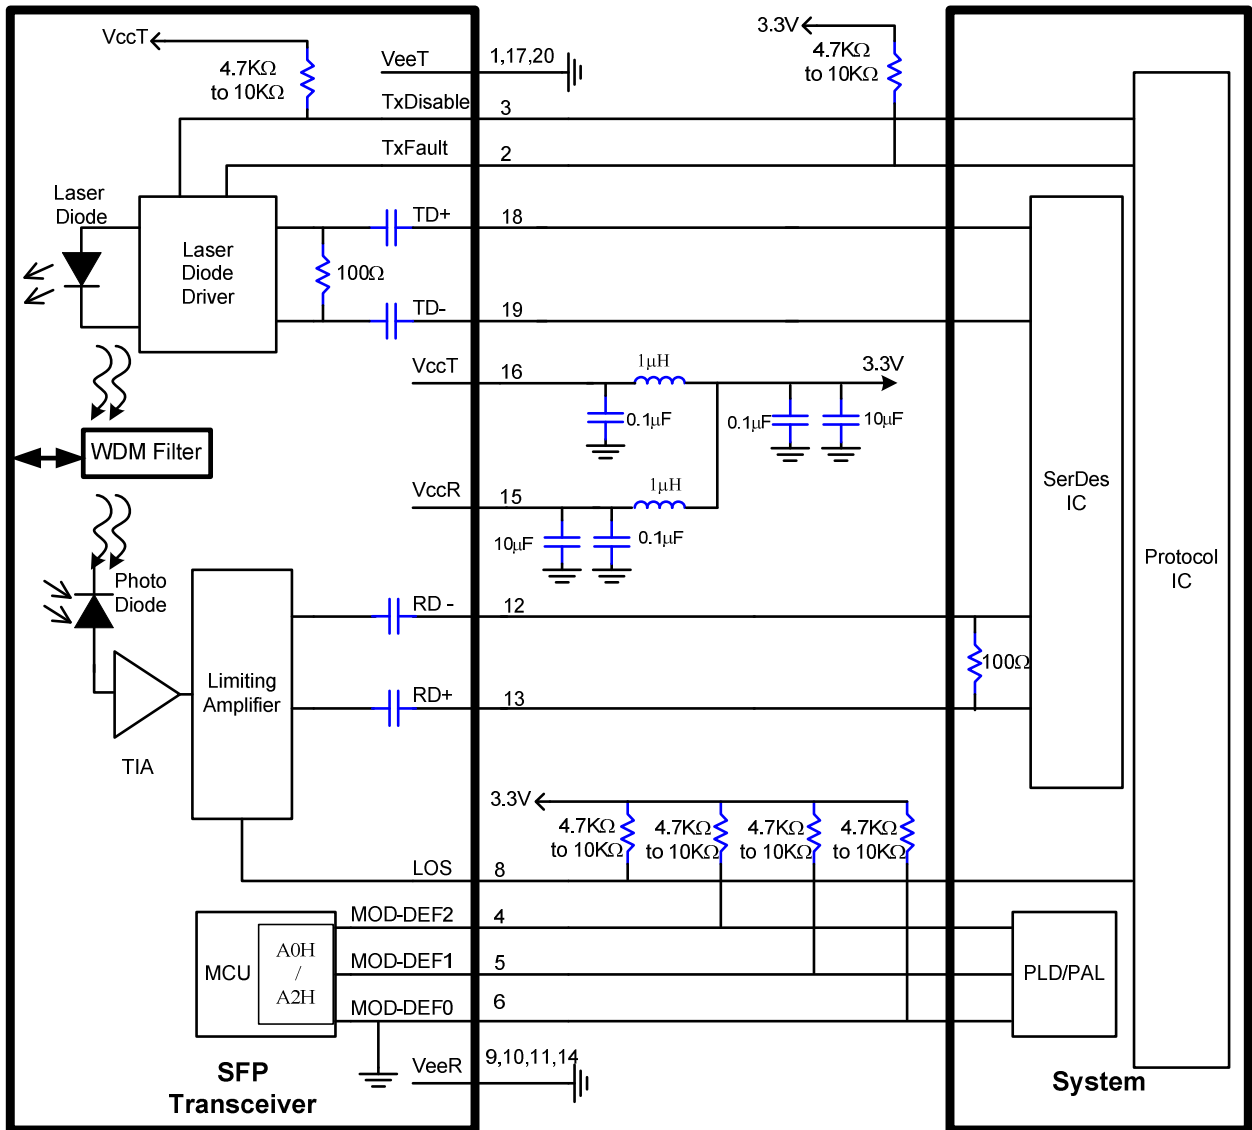 VccT
4.7KΩ
to 10KΩ
VeeT
1,17,20
3.3V
4.7KΩ
to 10KΩ
TxDisable
3
TxFault
2
Laser
Diode
Laser
Diode
Driver
TD+
18
100Ω
TD-
19
VccT
16
1μH
3.3V
0.1μF
0.1μF
10μF
WDM Filter
VccR
15
1μH
10μF
0.1μF
SerDes
IC
Protocol
IC
Photo
Diode
RD -
12
Limiting
Amplifier
RD+
13
100Ω
TIA
3.3V
4.7KΩ
to 10KΩ
4.7KΩ
to 10KΩ
4.7KΩ
to 10KΩ
4.7KΩ
to 10KΩ
LOS
8
MOD-DEF2
4
MCU
A0H
/
A2H
MOD-DEF1
5
PLD/PAL
MOD-DEF0
6
VeeR
9,10,11,14
SFP
Transceiver
System